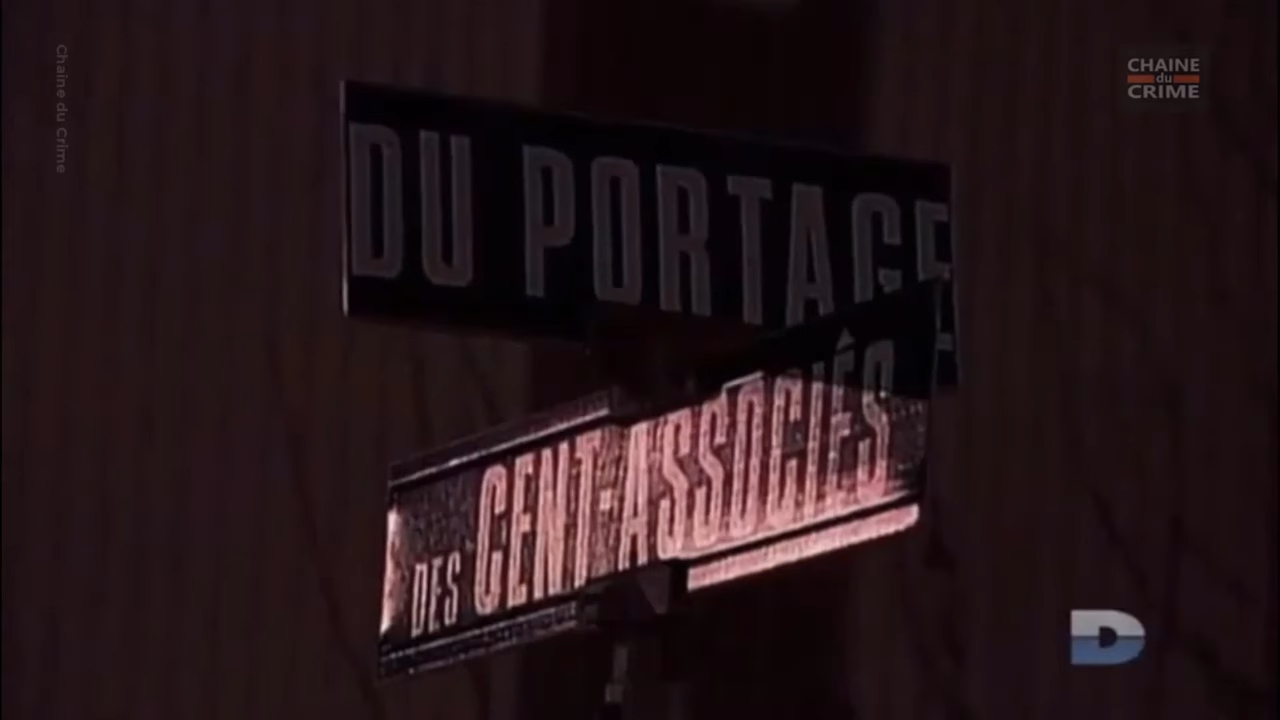 Chaine du Crime
CHAINE
du
CRIME
DU PORTAGE
DES CENT-ASSOCIÉS
D